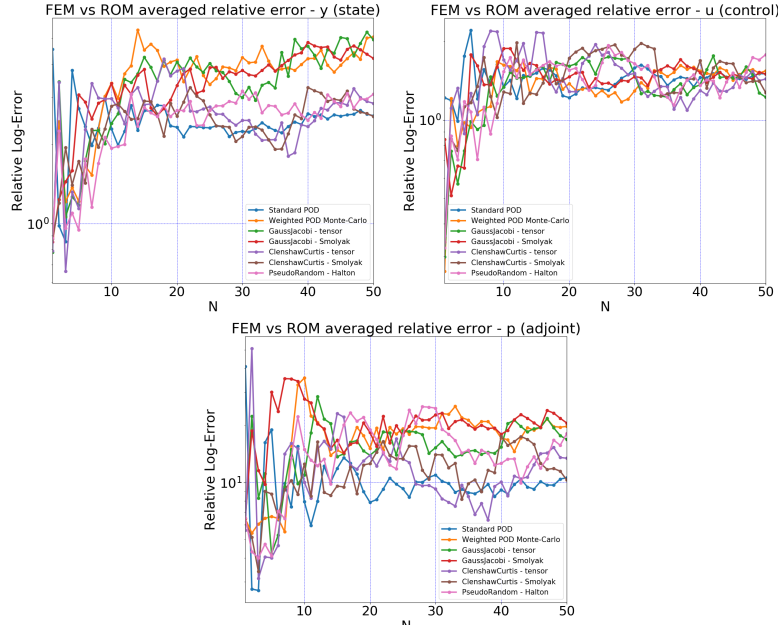 FEM vs ROM averaged relative error - y (state)
Relative Log-Error
10⁰
Standard POD
Weighted POD Monte-Carlo
GaussJacobi - tensor
GaussJacobi - Smolyak
ClenshawCurtis - tensor
ClenshawCurtis - Smolyak
PseudoRandom - Halton
10 20 30 40 50
N
FEM vs ROM averaged relative error - u (control)
Relative Log-Error
10⁰
Standard POD
Weighted POD Monte-Carlo
GaussJacobi - tensor
GaussJacobi - Smolyak
ClenshawCurtis - tensor
ClenshawCurtis - Smolyak
PseudoRandom - Halton
10 20 30 40 50
N
FEM vs ROM averaged relative error - p (adjoint)
Relative Log-Error
10¹
Standard POD
Weighted POD Monte-Carlo
GaussJacobi - tensor
GaussJacobi - Smolyak
ClenshawCurtis - tensor
ClenshawCurtis - Smolyak
PseudoRandom - Halton
10 20 30 40 50
N